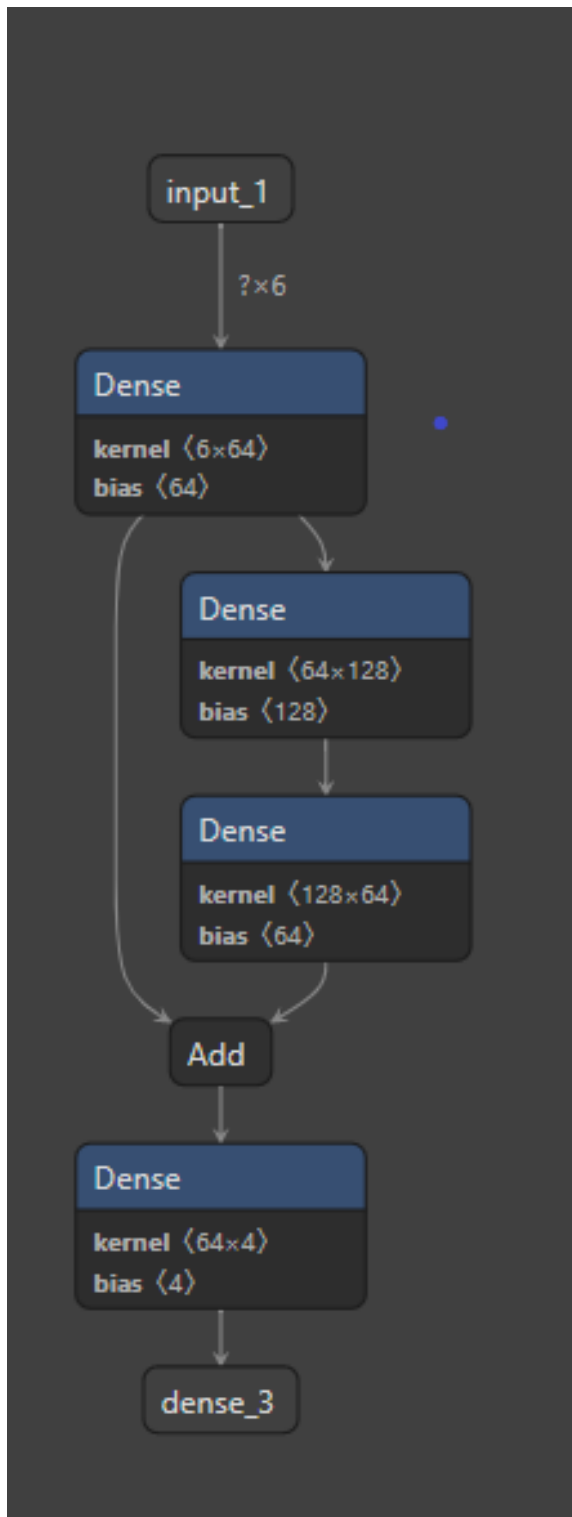 input_1
?×6
Dense
kernel 〈6×64〉
bias 〈64〉
Dense
kernel 〈64×128〉
bias 〈128〉
Dense
kernel 〈128×64〉
bias 〈64〉
Add
Dense
kernel 〈64×4〉
bias 〈4〉
dense_3